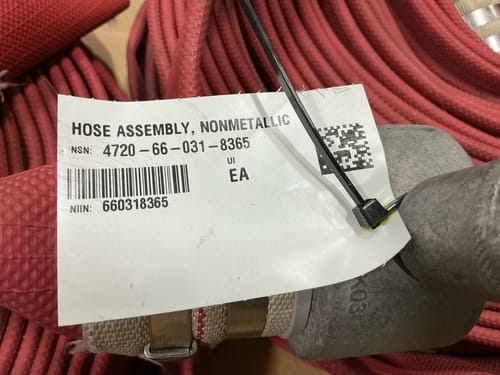 HOSE ASSEMBLY, NONMETALLIC
NSN: 4720-66-031-8365
UI
EA
NIIN: 660318365